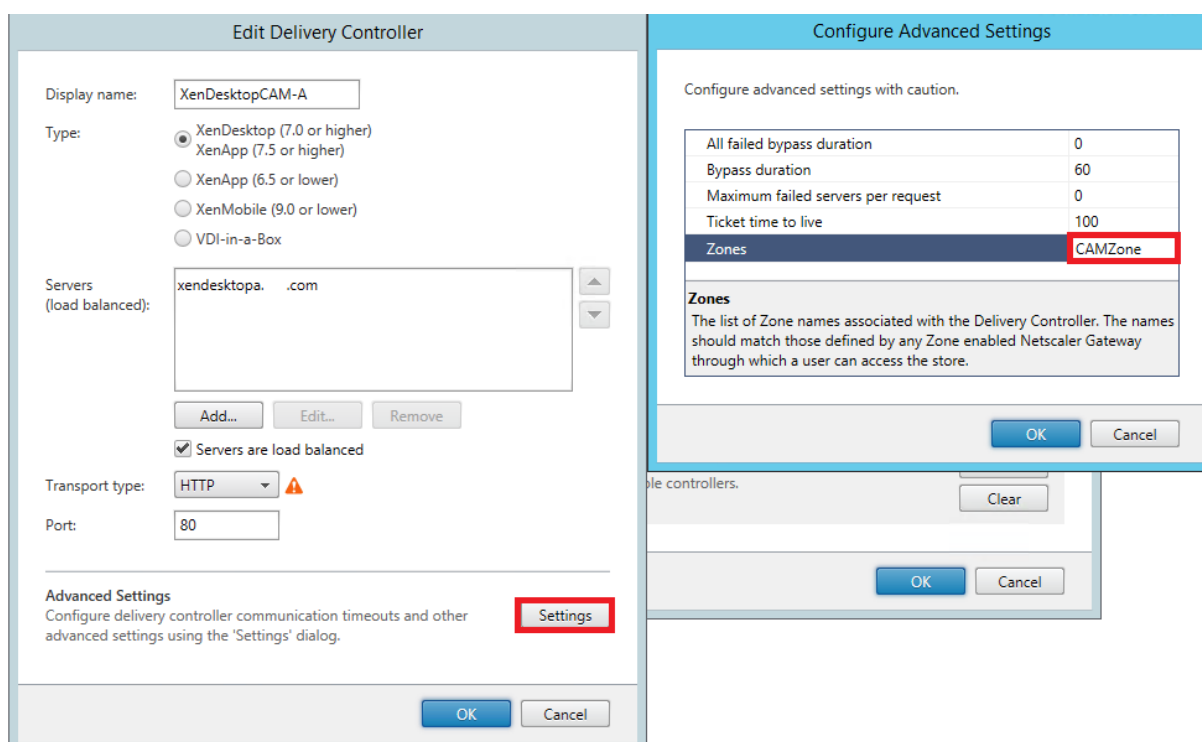 Edit Delivery Controller
Display name: XenDesktopCAM-A
Type: XenDesktop (7.0 or higher)
XenApp (7.5 or higher)
XenApp (6.5 or lower)
XenMobile (9.0 or lower)
VDI-in-a-Box
Servers
(load balanced):
xendesktopa. .com
Add... Edit... Remove
Servers are load balanced
Transport type: HTTP
Port: 80
Advanced Settings
Configure delivery controller communication timeouts and other
advanced settings using the 'Settings' dialog.
Settings
OK Cancel
Configure Advanced Settings
Configure advanced settings with caution.
All failed bypass duration 0
Bypass duration 60
Maximum failed servers per request 0
Ticket time to live 100
Zones CAMZone
Zones
The list of Zone names associated with the Delivery Controller. The names
should match those defined by any Zone enabled Netscaler Gateway
through which a user can access the store.
OK Cancel
controllers.
Clear
OK Cancel